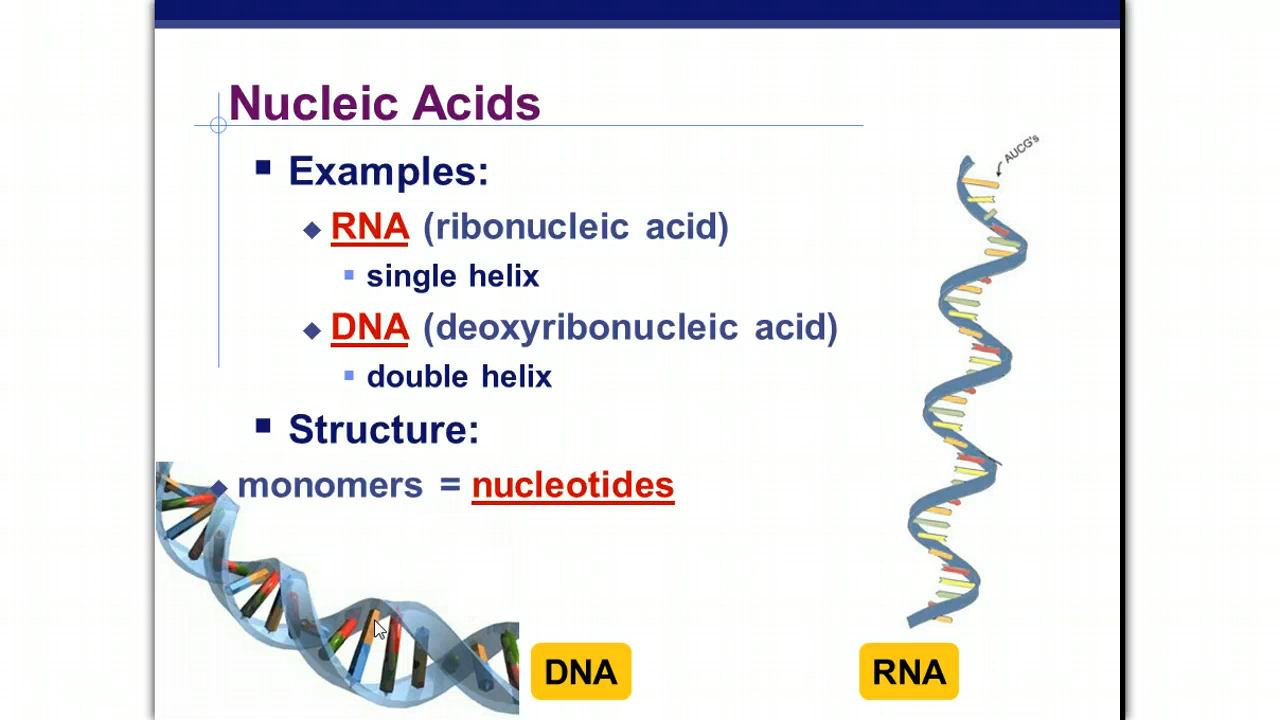 Nucleic Acids
Examples:
RNA (ribonucleic acid)
single helix
DNA (deoxyribonucleic acid)
double helix
Structure:
monomers = nucleotides
AUCG's
DNA
RNA